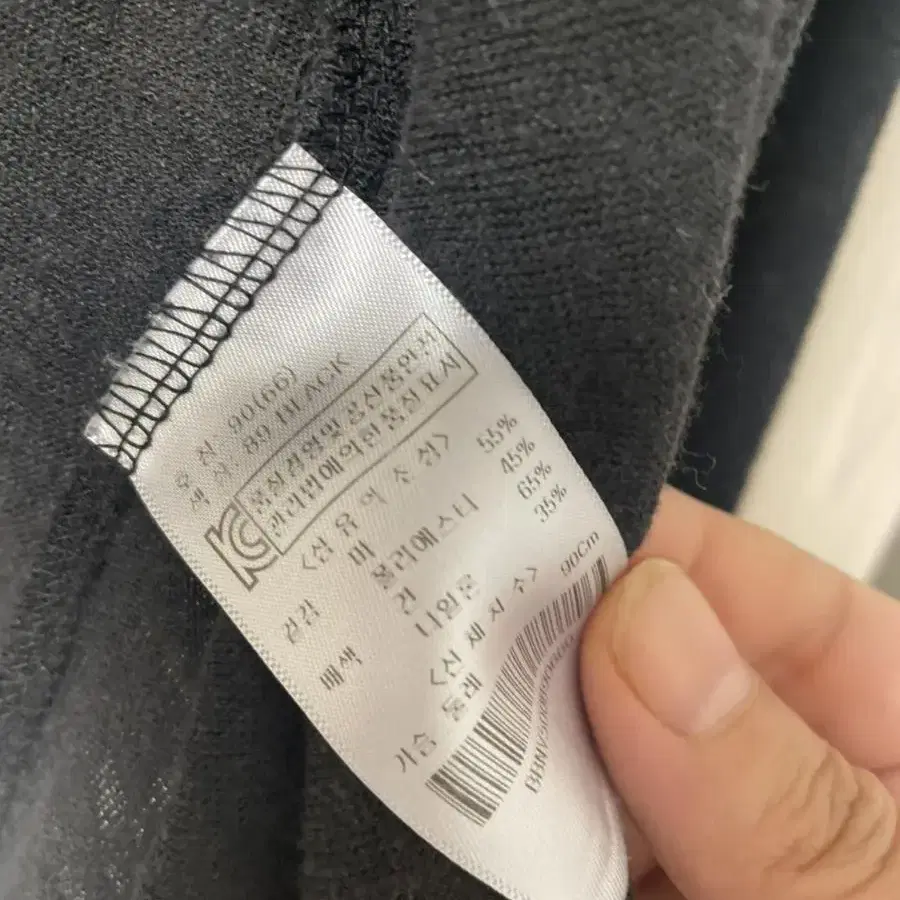 호 칭: 90(66)
색 상: 89 BLACK
품질경영및공산품안전
관리법에의한 품질표시
<섬 유 의 조 성>
겉감 면 55%
폴리에스터 45%
배색 면 65%
나일론 35%
<신 체 치 수>
가슴 둘레 90Cm